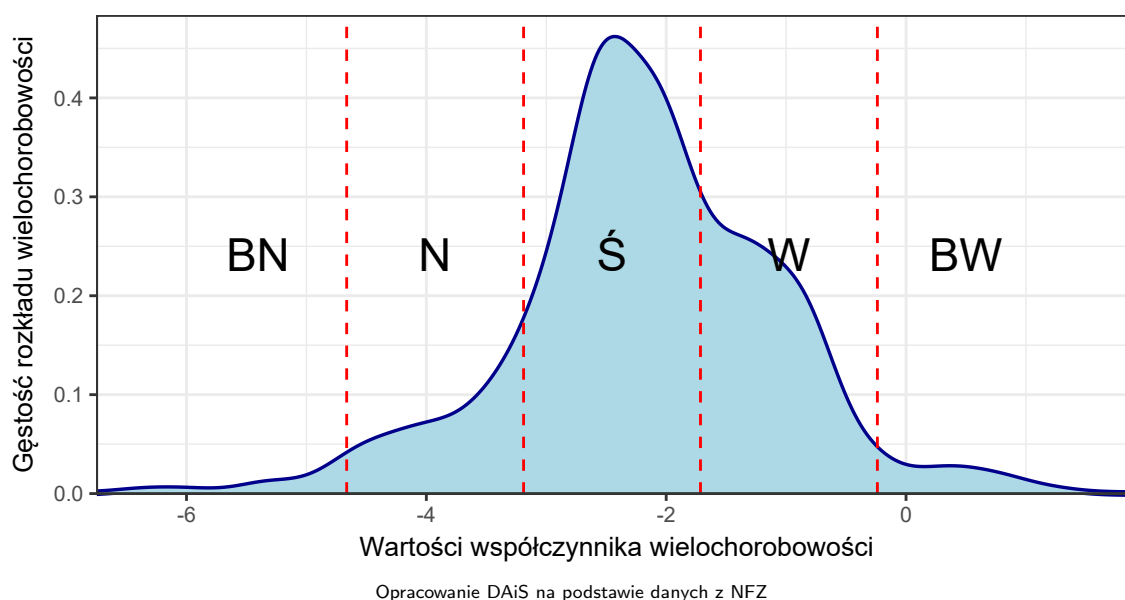 Gęstość rozkładu wielochorobowości
0.4
0.3
0.2
0.1
0.0
BN
N
Ś
W
BW
-6
-4
-2
0
Wartości współczynnika wielochorobowości
Opracowanie DAiS na podstawie danych z NFZ